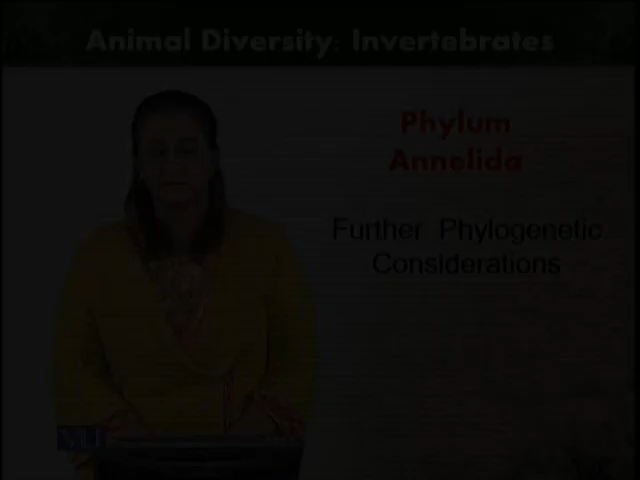 Animal Diversity: Invertebrates
Phylum
Annelida
Further Phylogenetic
Considerations